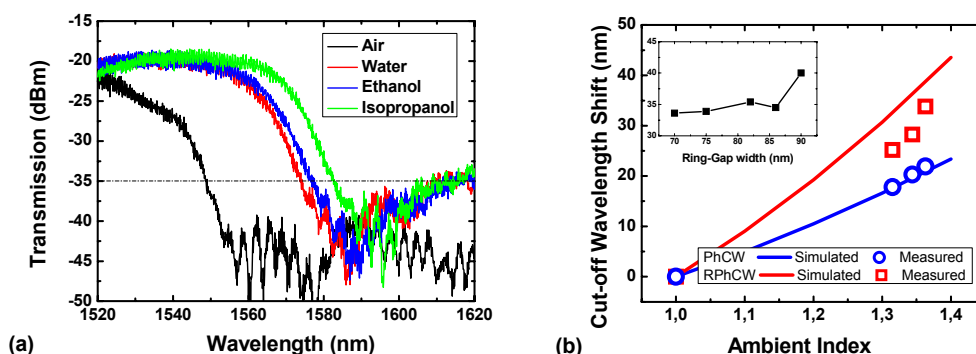 -15
-20
-25
-30
-35
-40
-45
-50
Transmission (dBm)
Air
Water
Ethanol
Isopropanol
1520 1540 1560 1580 1600 1620
Wavelength (nm)
(a)
50
40
30
20
10
0
Cut-off Wavelength Shift (nm)
45
40
35
30
70 75 80 85 90
Ring-Gap width (nm)
PhCW Simulated Measured
RPhCW Simulated Measured
1,0 1,1 1,2 1,3 1,4
Ambient Index
(b)